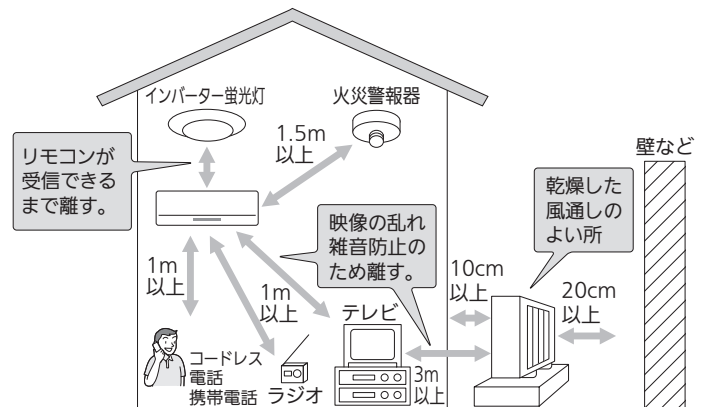 インバーター蛍光灯
火災警報器
1.5m
以上
リモコンが
受信できる
まで離す。
壁など
乾燥した
風通しの
よい所
映像の乱れ
雑音防止の
ため離す。
1m
以上
1m
以上
10cm
以上
20cm
以上
テレビ
コードレス
電話
携帯電話
ラジオ
3m
以上